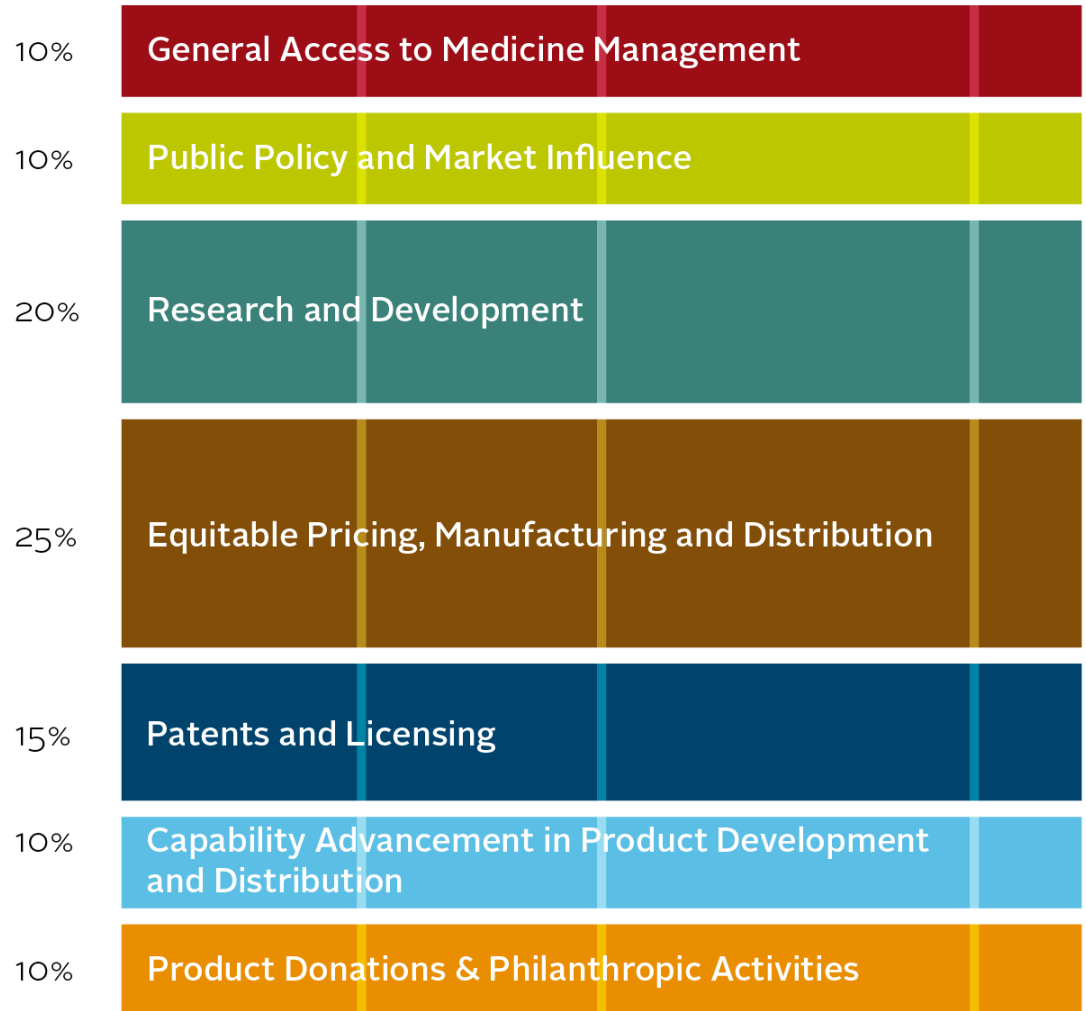 10% General Access to Medicine Management
10% Public Policy and Market Influence
20% Research and Development
25% Equitable Pricing, Manufacturing and Distribution
15% Patents and Licensing
10% Capability Advancement in Product Development
and Distribution
10% Product Donations & Philanthropic Activities